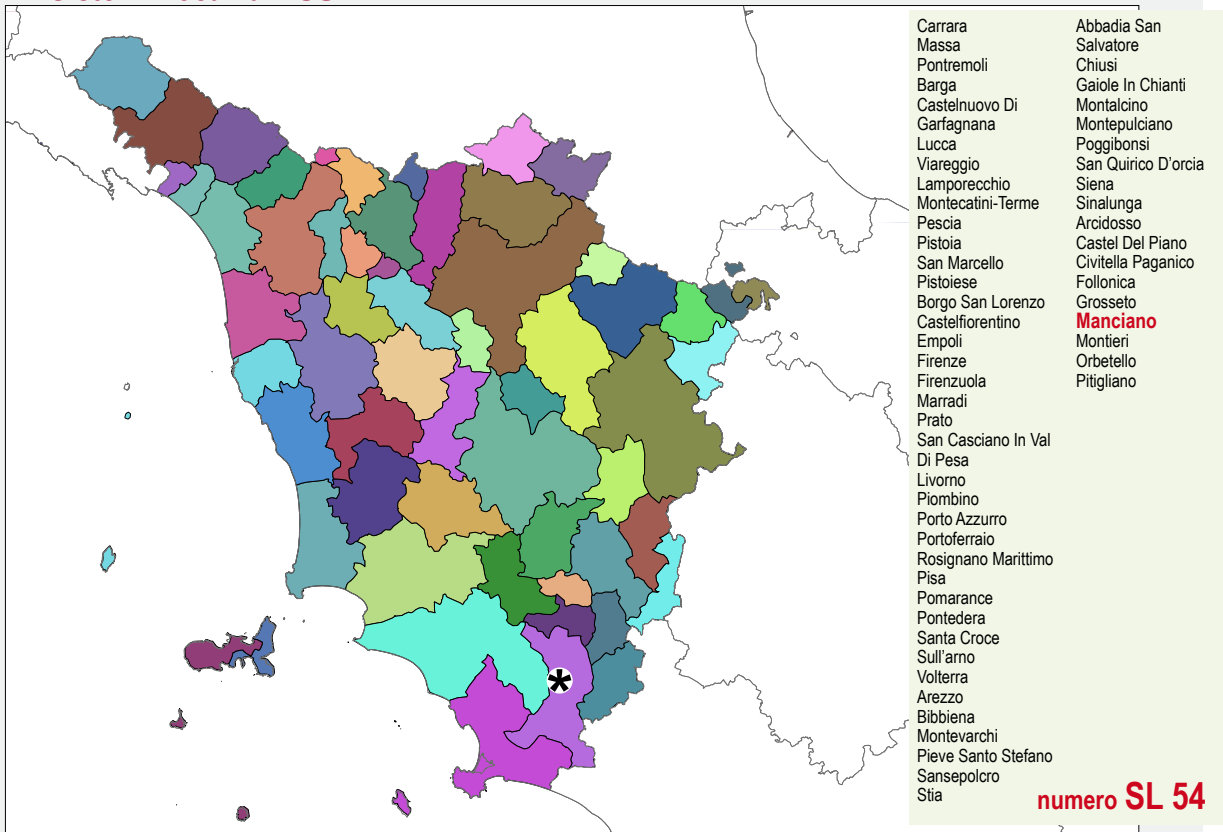 Carrara
Massa
Pontremoli
Barga
Castelnuovo Di
Garfagnana
Lucca
Viareggio
Lamporecchio
Montecatini-Terme
Pescia
Pistoia
San Marcello
Pistoiese
Borgo San Lorenzo
Castelfiorentino
Empoli
Firenze
Firenzuola
Marradi
Prato
San Casciano In Val
Di Pesa
Livorno
Piombino
Porto Azzurro
Portoferraio
Rosignano Marittimo
Pisa
Pomarance
Pontedera
Santa Croce
Sull'arno
Volterra
Arezzo
Bibbiena
Montevarchi
Pieve Santo Stefano
Sansepolcro
Stia
Abbadia San
Salvatore
Chiusi
Gaiole In Chianti
Montalcino
Montepulciano
Poggibonsi
San Quirico D'orcia
Siena
Sinalunga
Arcidosso
Castel Del Piano
Civitella Paganico
Follonica
Grosseto
Manciano
Montieri
Orbetello
Pitigliano
*
numero SL 54